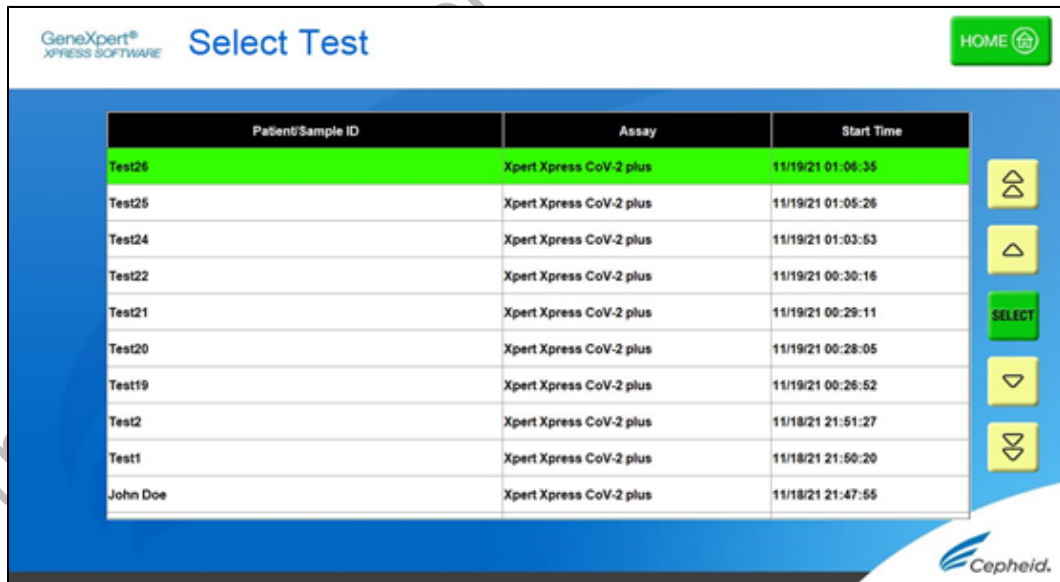 GeneXpert®
XPRESS SOFTWARE
Select Test
HOME
Patient/Sample ID Assay Start Time
Test26 Xpert Xpress CoV-2 plus 11/19/21 01:06:35
Test25 Xpert Xpress CoV-2 plus 11/19/21 01:05:26
Test24 Xpert Xpress CoV-2 plus 11/19/21 01:03:53
Test22 Xpert Xpress CoV-2 plus 11/19/21 00:30:16
Test21 Xpert Xpress CoV-2 plus 11/19/21 00:29:11
SELECT
Test20 Xpert Xpress CoV-2 plus 11/19/21 00:28:05
Test19 Xpert Xpress CoV-2 plus 11/19/21 00:26:52
Test2 Xpert Xpress CoV-2 plus 11/18/21 21:51:27
Test1 Xpert Xpress CoV-2 plus 11/18/21 21:50:20
John Doe Xpert Xpress CoV-2 plus 11/18/21 21:47:55
Cepheid.